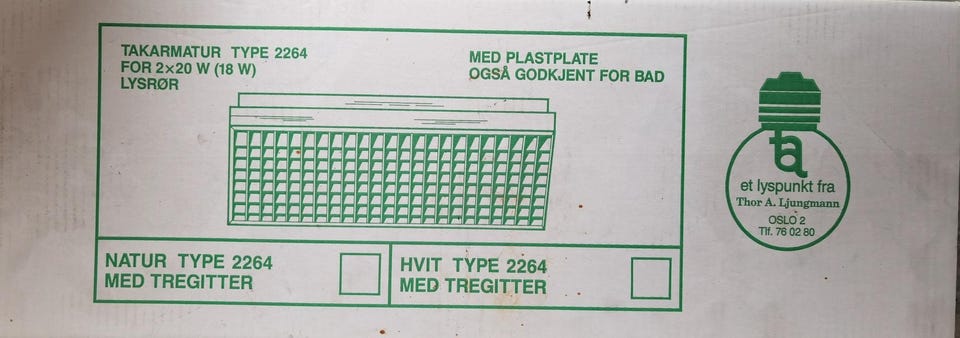 TAKARMATUR TYPE 2264
FOR 2×20 W (18 W)
LYSRØR
MED PLASTPLATE
OGSÅ GODKJENT FOR BAD
NATUR TYPE 2264
MED TREGITTER
HVIT TYPE 2264
MED TREGITTER
ta
et lyspunkt fra
Thor A. Ljungmann
OSLO 2
Tlf. 76 02 80